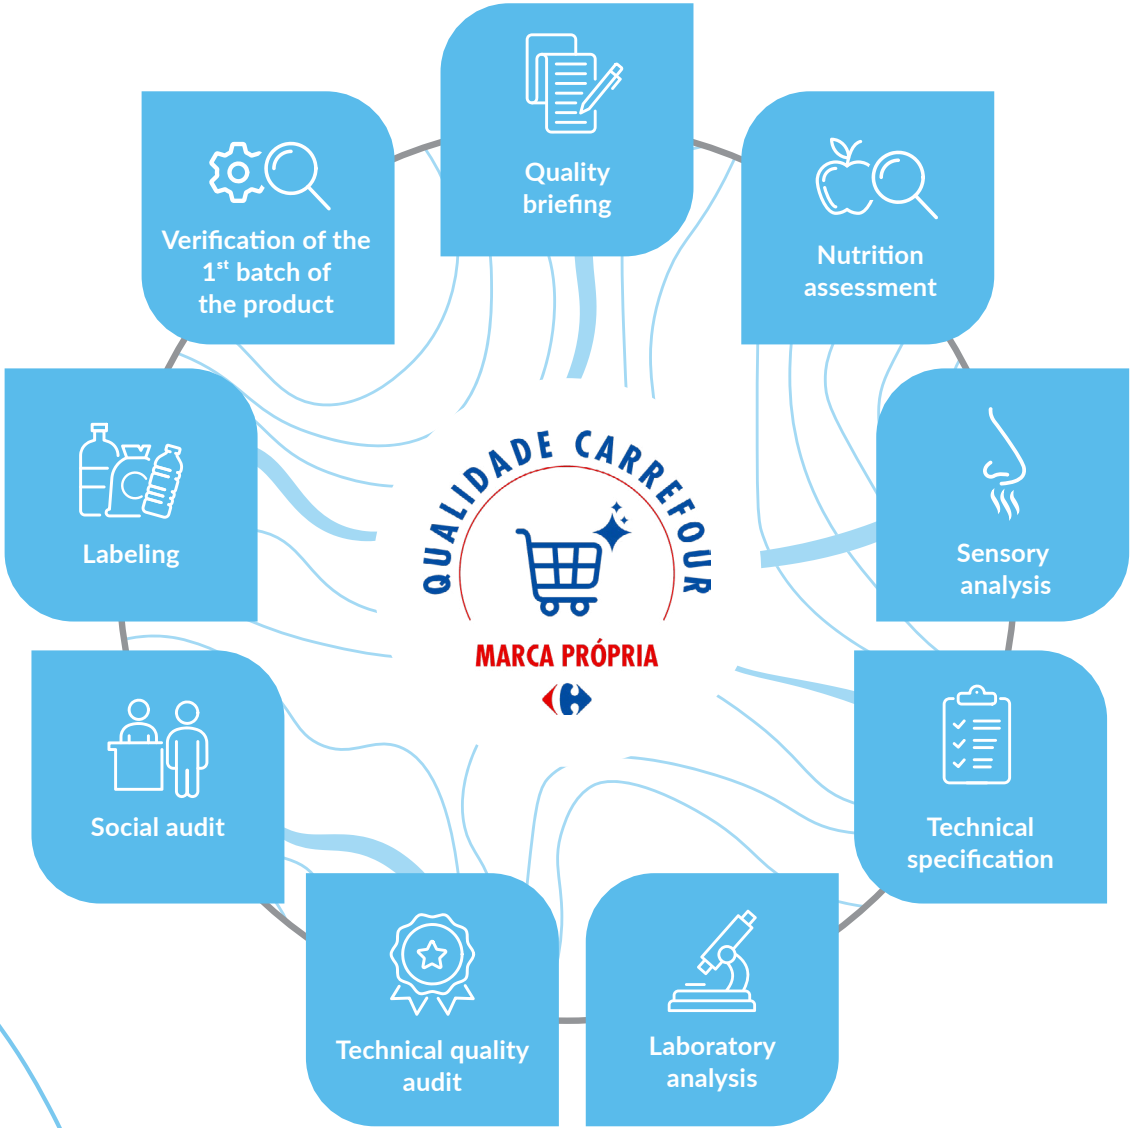 Quality
briefing
Nutrition
assessment
Sensory
analysis
Technical
specification
Laboratory
analysis
Technical quality
audit
Social audit
Labeling
Verification of the
1st batch of
the product
QUALIDADE CARREFOUR
MARCA PRÓPRIA